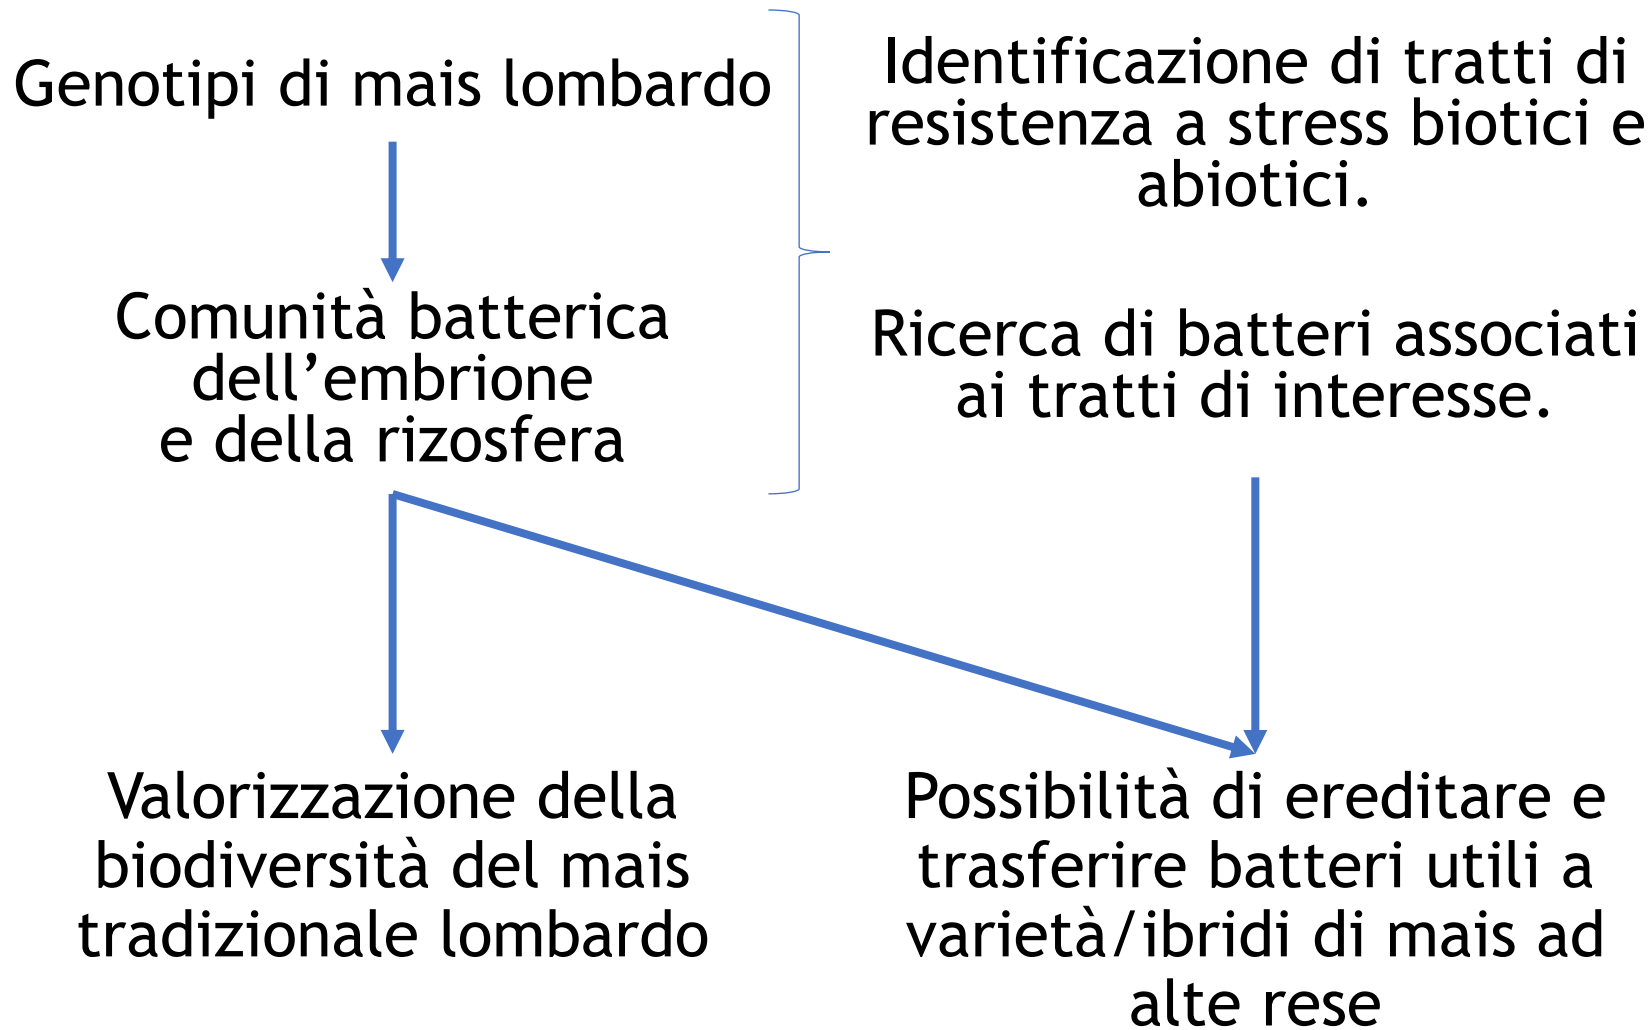 Genotipi di mais lombardo
Comunità batterica
dell’embrione
e della rizosfera
Identificazione di tratti di
resistenza a stress biotici e
abiotici.
Ricerca di batteri associati
ai tratti di interesse.
Valorizzazione della
biodiversità del mais
tradizionale lombardo
Possibilità di ereditare e
trasferire batteri utili a
varietà/ibridi di mais ad
alte rese